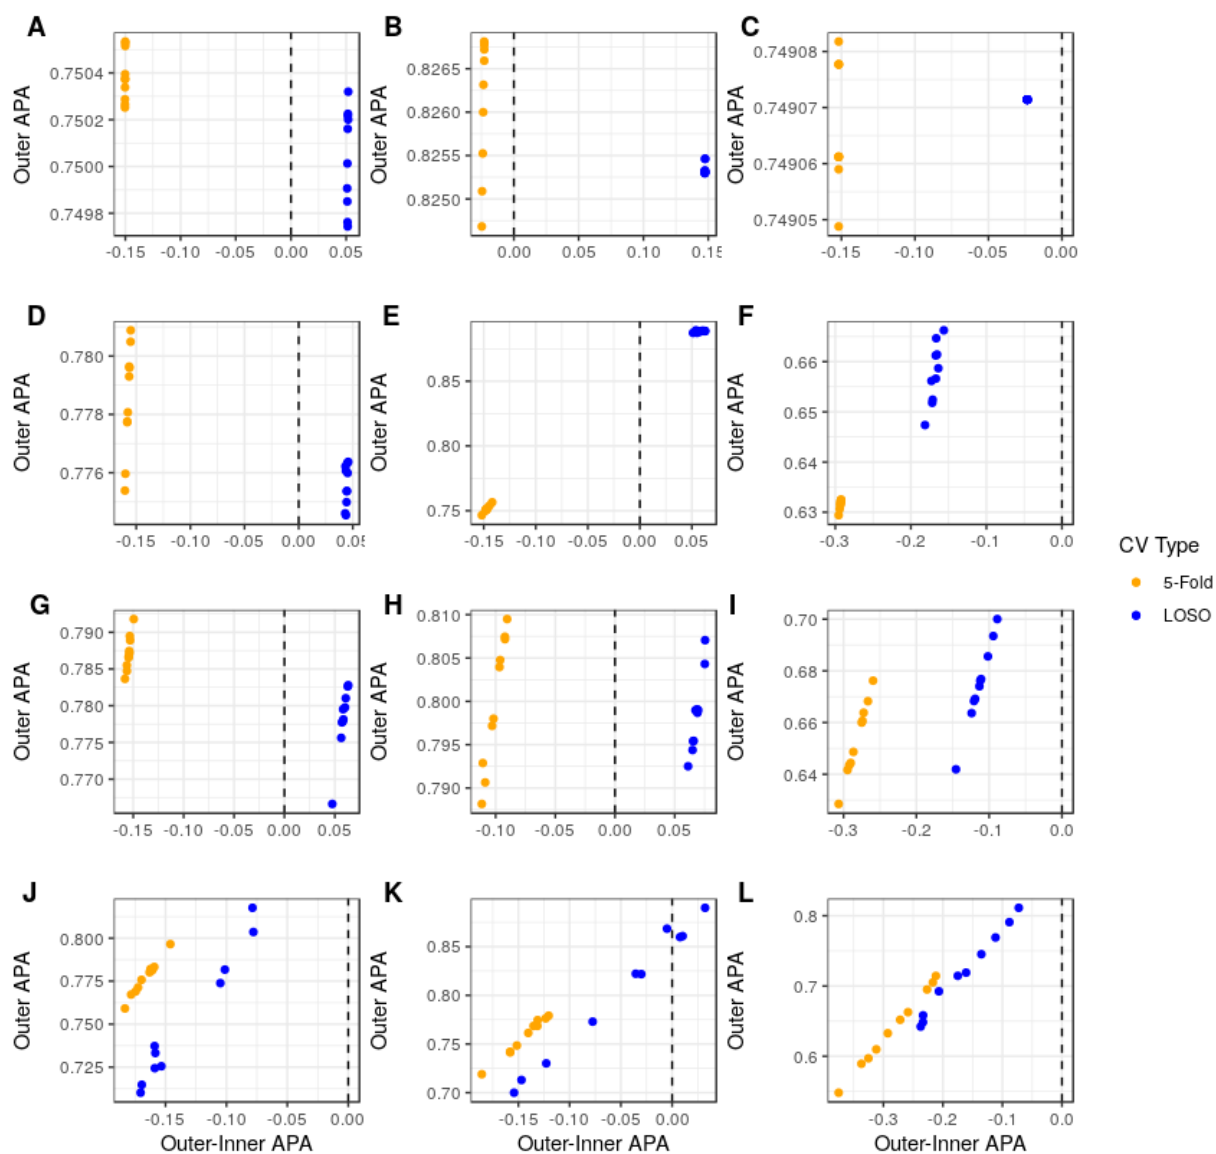 A
B
C
Outer APA
0.7504
0.7502
0.7500
0.7498
-0.15 -0.10 -0.05 0.00 0.05
Outer APA
0.8265
0.8260
0.8255
0.8250
0.00 0.05 0.10 0.15
Outer APA
0.74908
0.74907
0.74906
0.74905
-0.15 -0.10 -0.05 0.00
D
E
F
Outer APA
0.780
0.778
0.776
-0.15 -0.10 -0.05 0.00 0.05
Outer APA
0.85
0.80
0.75
-0.15 -0.10 -0.05 0.00 0.05
Outer APA
0.66
0.65
0.64
0.63
-0.3 -0.2 -0.1 0.0
CV Type
5-Fold
LOSO
G
H
I
Outer APA
0.790
0.785
0.780
0.775
0.770
-0.15 -0.10 -0.05 0.00 0.05
Outer APA
0.810
0.805
0.800
0.795
0.790
-0.10 -0.05 0.00 0.05
Outer APA
0.70
0.68
0.66
0.64
-0.3 -0.2 -0.1 0.0
J
K
L
Outer APA
0.800
0.775
0.750
0.725
-0.15 -0.10 -0.05 0.00
Outer-Inner APA
Outer APA
0.85
0.80
0.75
0.70
-0.15 -0.10 -0.05 0.00
Outer-Inner APA
Outer APA
0.8
0.7
0.6
-0.3 -0.2 -0.1 0.0
Outer-Inner APA